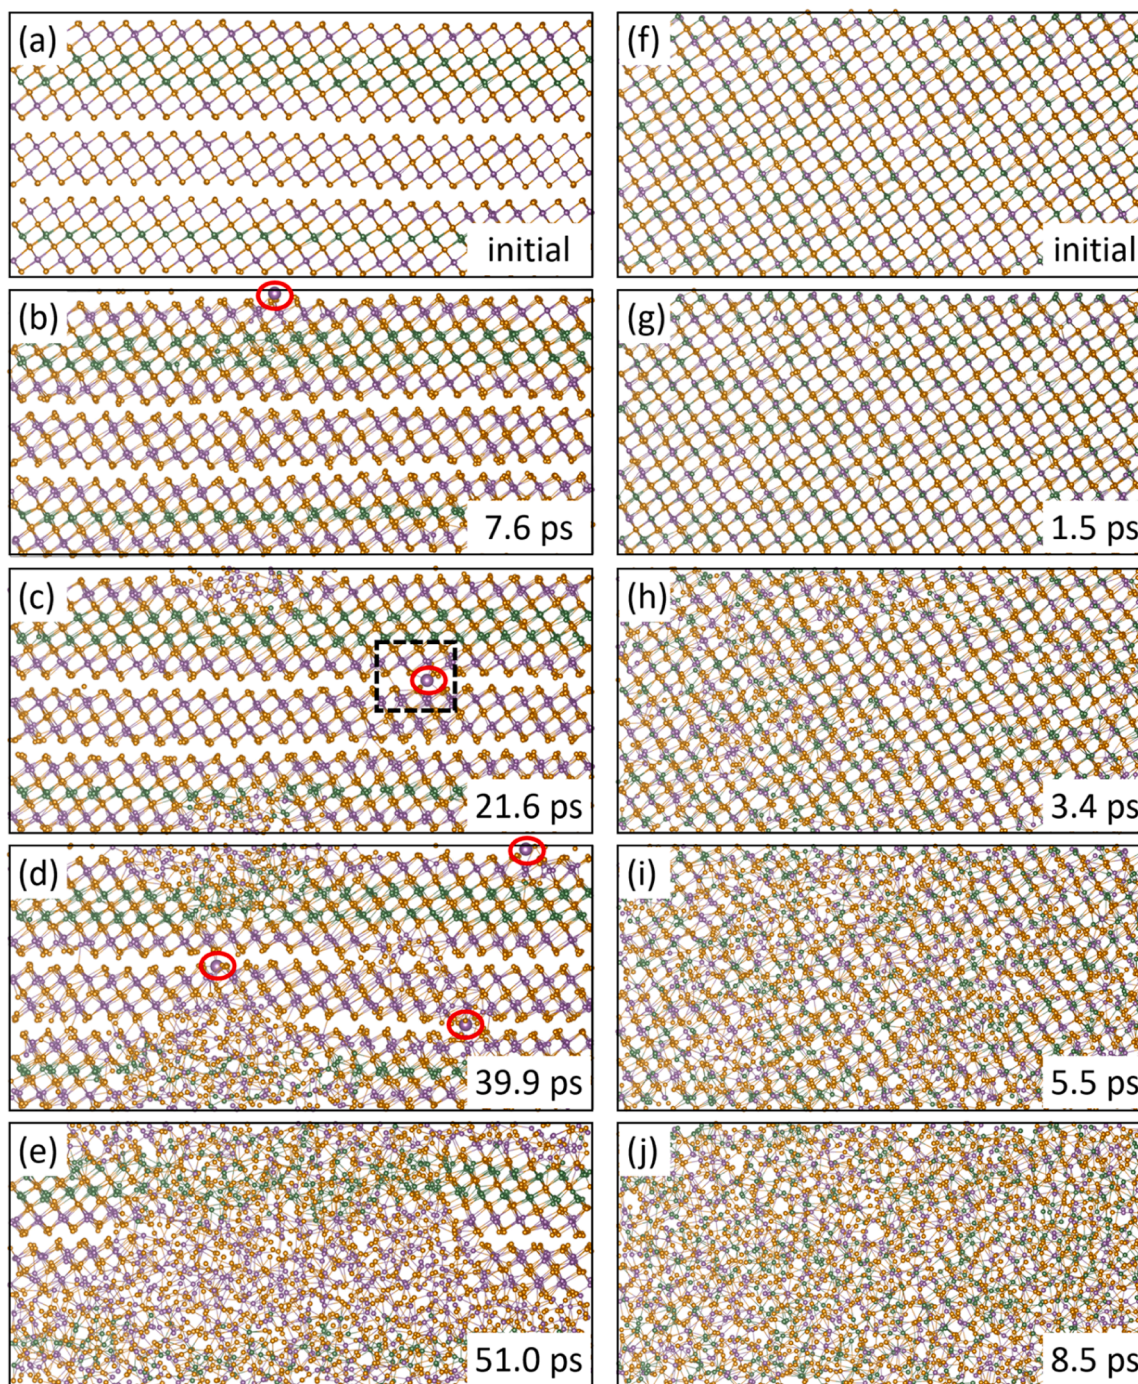 (a)
initial
(b)
7.6 ps
(c)
21.6 ps
(d)
39.9 ps
(e)
51.0 ps
(f)
initial
(g)
1.5 ps
(h)
3.4 ps
(i)
5.5 ps
(j)
8.5 ps